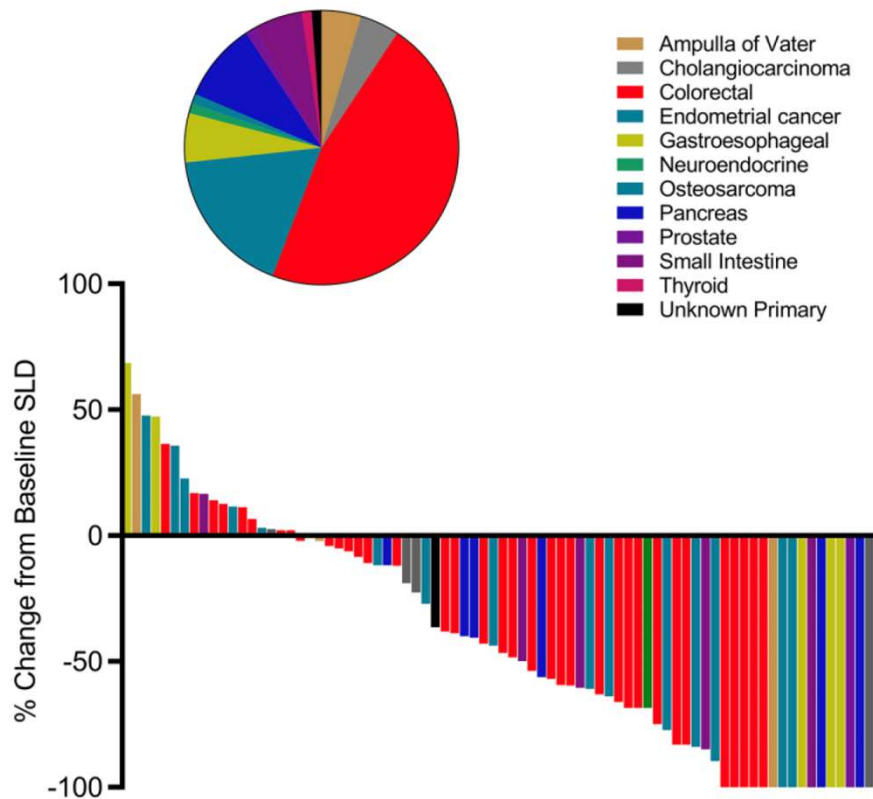 Ampulla of Vater
Cholangiocarcinoma
Colorectal
Endometrial cancer
Gastroesophageal
Neuroendocrine
Osteosarcoma
Pancreas
Prostate
Small Intestine
Thyroid
Unknown Primary
% Change from Baseline SLD
100
50
0
-50
-100